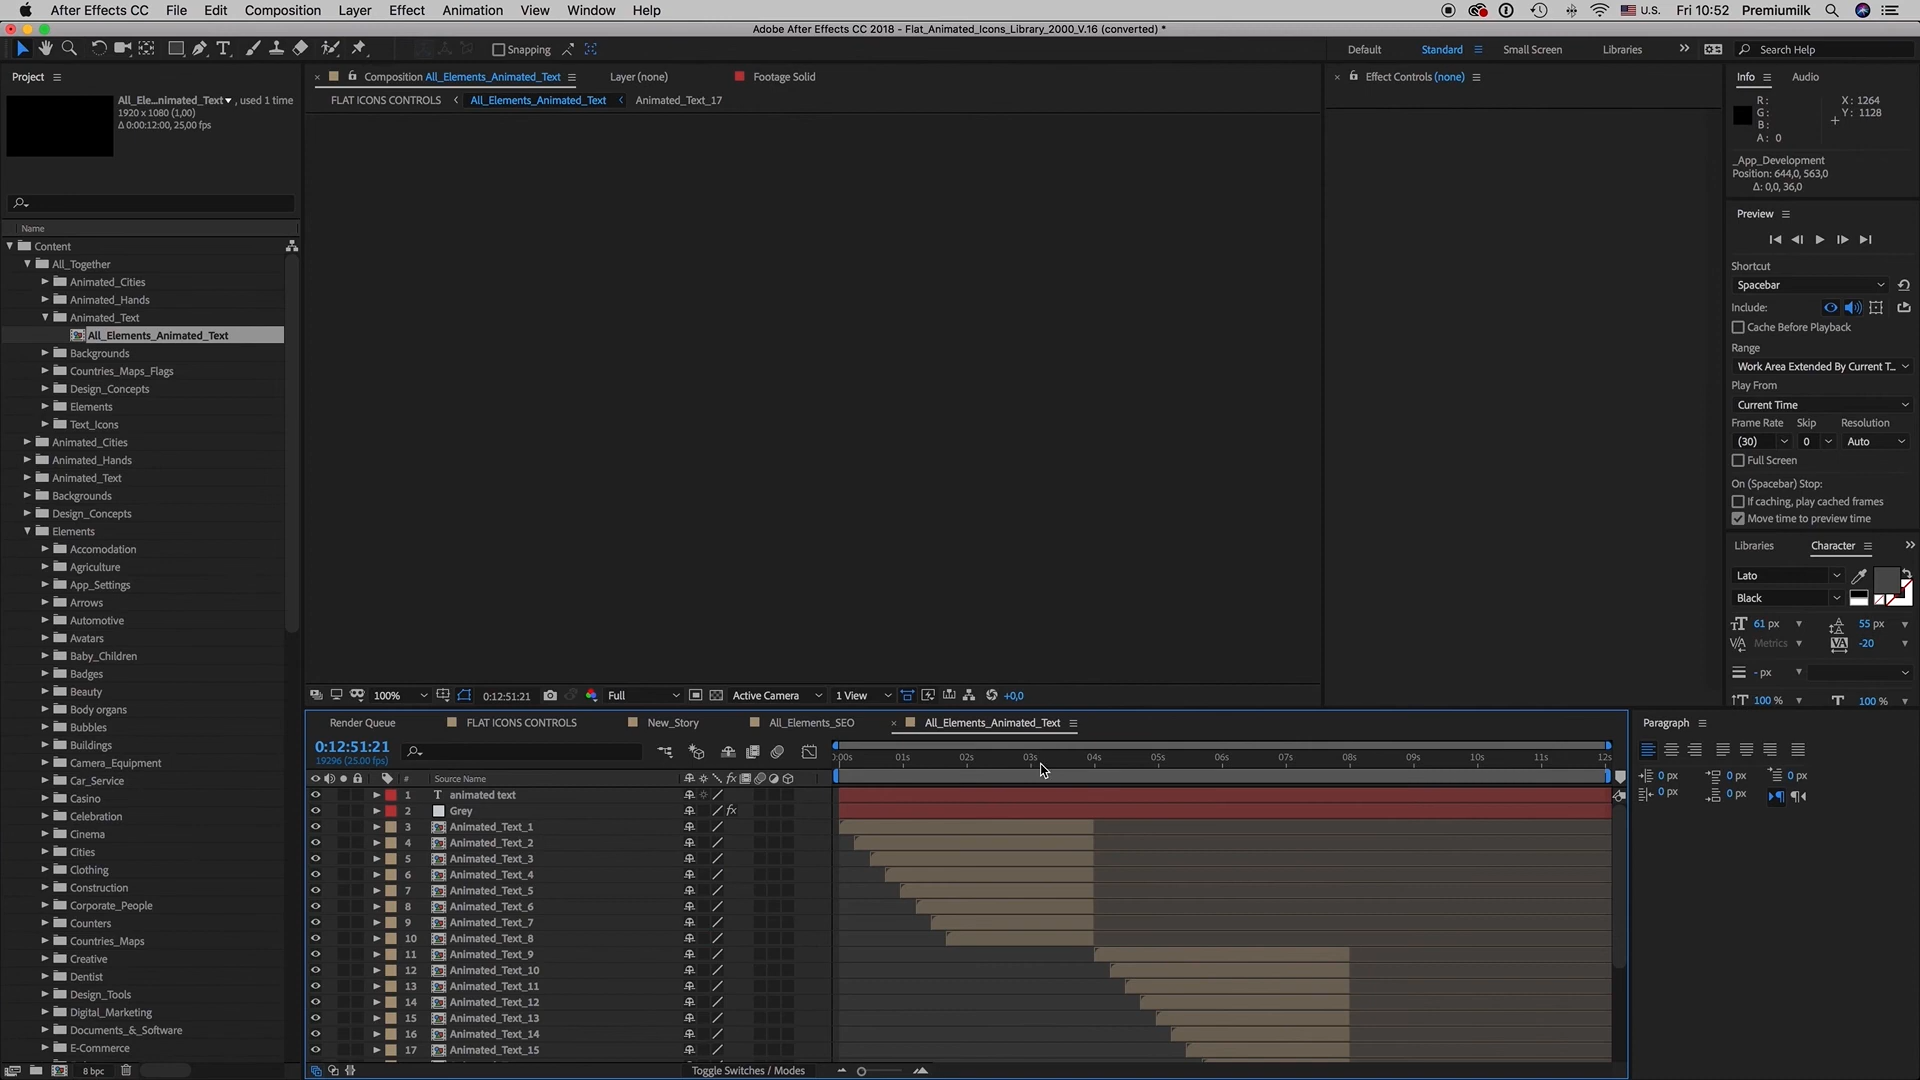 After Effects CC File Edit Composition Layer Effect Animation View Window Help U.S. Fri 10:52 Premiumilk
Adobe After Effects CC 2018 - Flat_Animated_Icons_Library_2000_V.16 (converted) *
Snapping Default Standard Small Screen Libraries Search Help
Project
All_Ele...nimated_Text , used 1 time
1920 x 1080 (1,00)
Δ 0:00:12:00, 25,00 fps
Name
Content
All_Together
Animated_Cities
Animated_Hands
Animated_Text
All_Elements_Animated_Text
Backgrounds
Countries_Maps_Flags
Design_Concepts
Elements
Text_Icons
Animated_Cities
Animated_Hands
Animated_Text
Backgrounds
Design_Concepts
Elements
Accomodation
Agriculture
App_Settings
Arrows
Automotive
Avatars
Baby_Children
Badges
Beauty
Body organs
Bubbles
Buildings
Camera_Equipment
Car_Service
Casino
Celebration
Cinema
Cities
Clothing
Construction
Corporate_People
Counters
Countries_Maps
Creative
Dentist
Design_Tools
Digital_Marketing
Documents_&_Software
E-Commerce
8 bpc
Composition All_Elements_Animated_Text Layer (none) Footage Solid
FLAT ICONS CONTROLS All_Elements_Animated_Text Animated_Text_17
100% 0:12:51:21 Full Active Camera 1 View +0,0
Effect Controls (none)
Render Queue FLAT ICONS CONTROLS New_Story All_Elements_SEO All_Elements_Animated_Text
0:12:51:21
19296 (25.00 fps)
# Source Name fx
:00s 01s 02s 03s 04s 05s 06s 07s 08s 09s 10s 11s 12s
1 T animated text
2 Grey fx
3 Animated_Text_1
4 Animated_Text_2
5 Animated_Text_3
6 Animated_Text_4
7 Animated_Text_5
8 Animated_Text_6
9 Animated_Text_7
10 Animated_Text_8
11 Animated_Text_9
12 Animated_Text_10
13 Animated_Text_11
14 Animated_Text_12
15 Animated_Text_13
16 Animated_Text_14
17 Animated_Text_15
Toggle Switches / Modes
Info Audio
R: X: 1264
G: Y: 1128
B:
A: 0
_App_Development
Position: 644,0, 563,0
Δ: 0,0, 36,0
Preview
Shortcut
Spacebar
Include:
Cache Before Playback
Range
Work Area Extended By Current T...
Play From
Current Time
Frame Rate Skip Resolution
(30) 0 Auto
Full Screen
On (Spacebar) Stop:
If caching, play cached frames
Move time to preview time
Libraries Character
Lato
Black
61 px 55 px
Metrics -20
- px
100 % 100 %
Paragraph
0 px 0 px 0 px
0 px 0 px